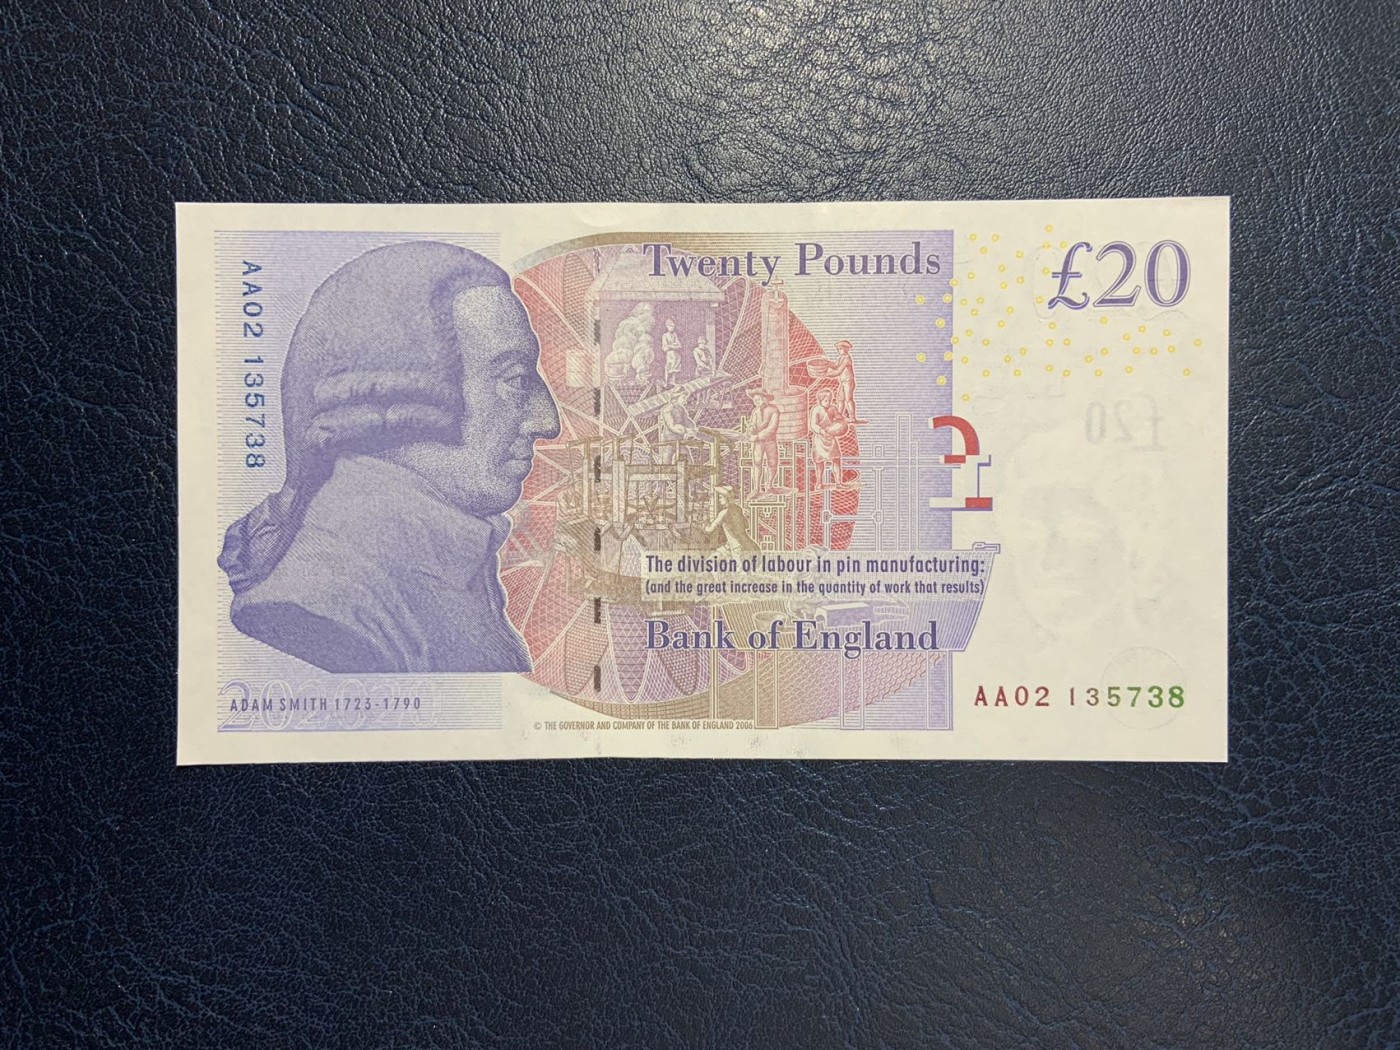 Twenty Pounds
£20
AA02 135738
£20
The division of labour in pin manufacturing:
(and the great increase in the quantity of work that results)
Bank of England
AA02 135738
20
ADAM SMITH 1723-1790
© THE GOVERNOR AND COMPANY OF THE BANK OF ENGLAND 2006